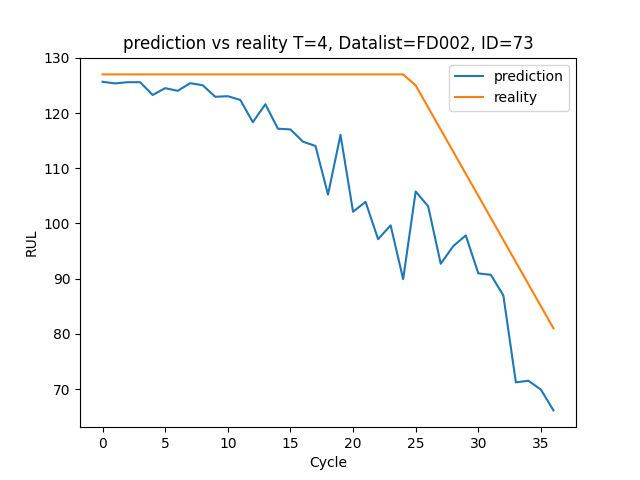 prediction vs reality T=4, Datalist=FD002, ID=73
prediction
reality
RUL
130
120
110
100
90
80
70
0 5 10 15 20 25 30 35
Cycle